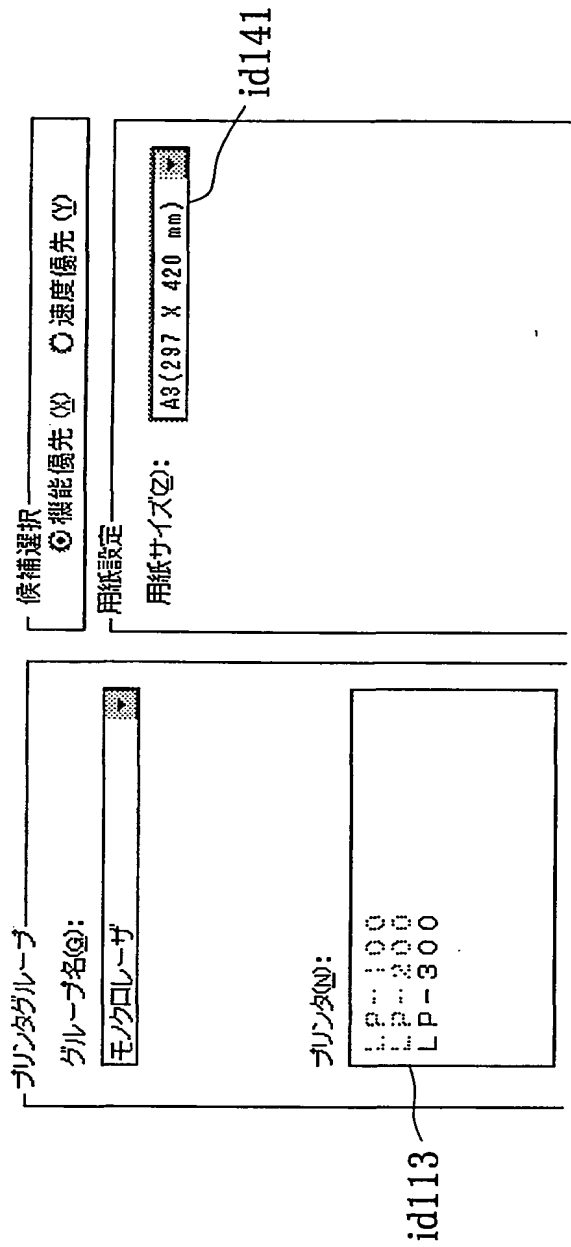 プリンタグループ
グループ名(G):
モノクロレーザ
プリンタ(N):
LP-100
LP-200
LP-300
id113
候補選択
機能優先(X) 速度優先(Y)
用紙設定
用紙サイズ(Z):
A3(297 X 420 mm)
id141